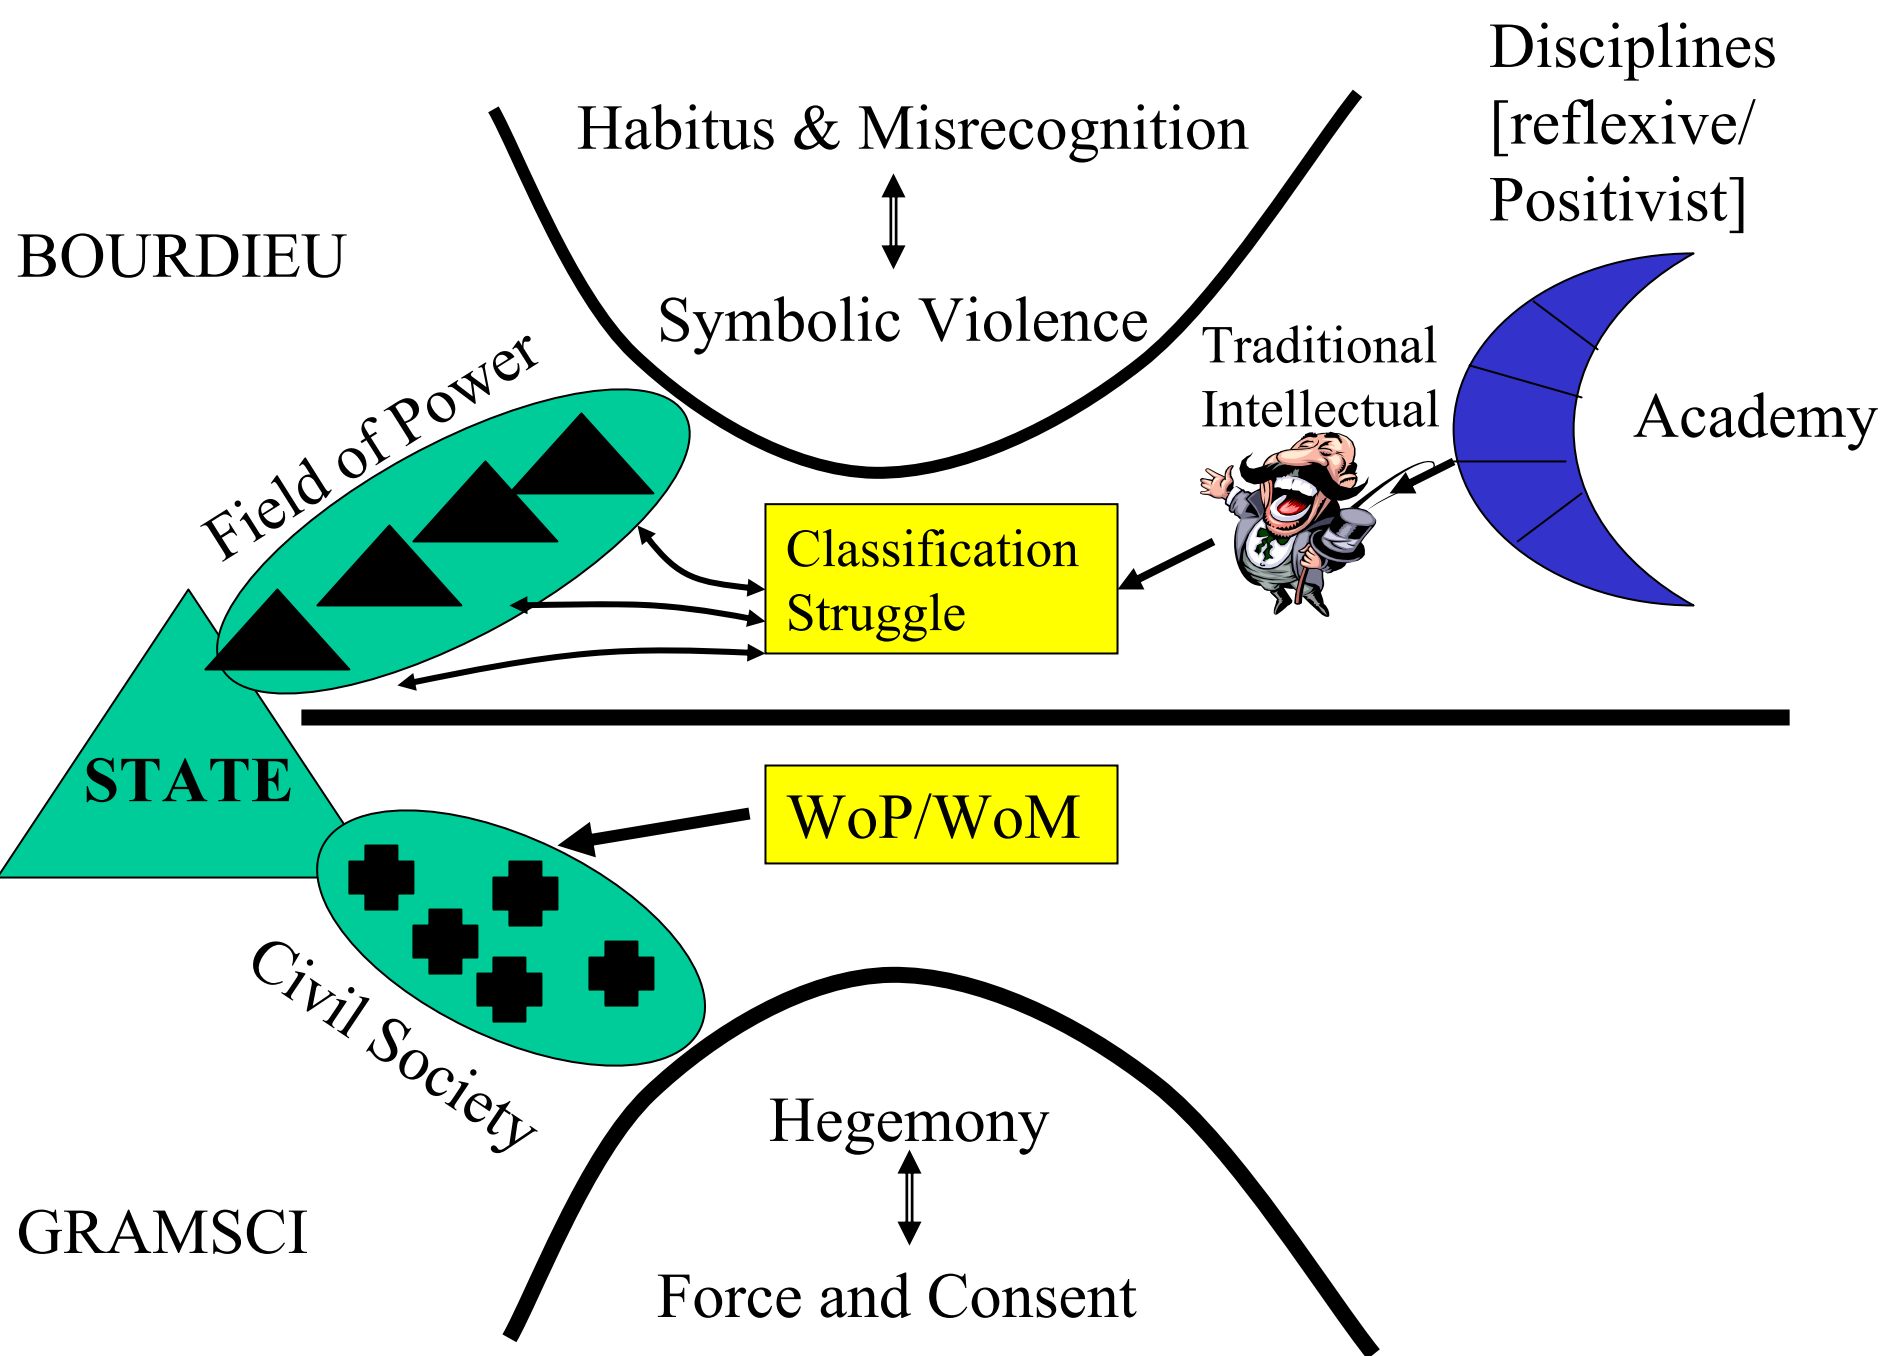 Disciplines
[reflexive/
Positivist]
Habitus & Misrecognition
BOURDIEU
Symbolic Violence
Traditional
Intellectual
Academy
Field of Power
Classification
Struggle
STATE
WoP/WoM
Civil Society
Hegemony
GRAMSCI
Force and Consent